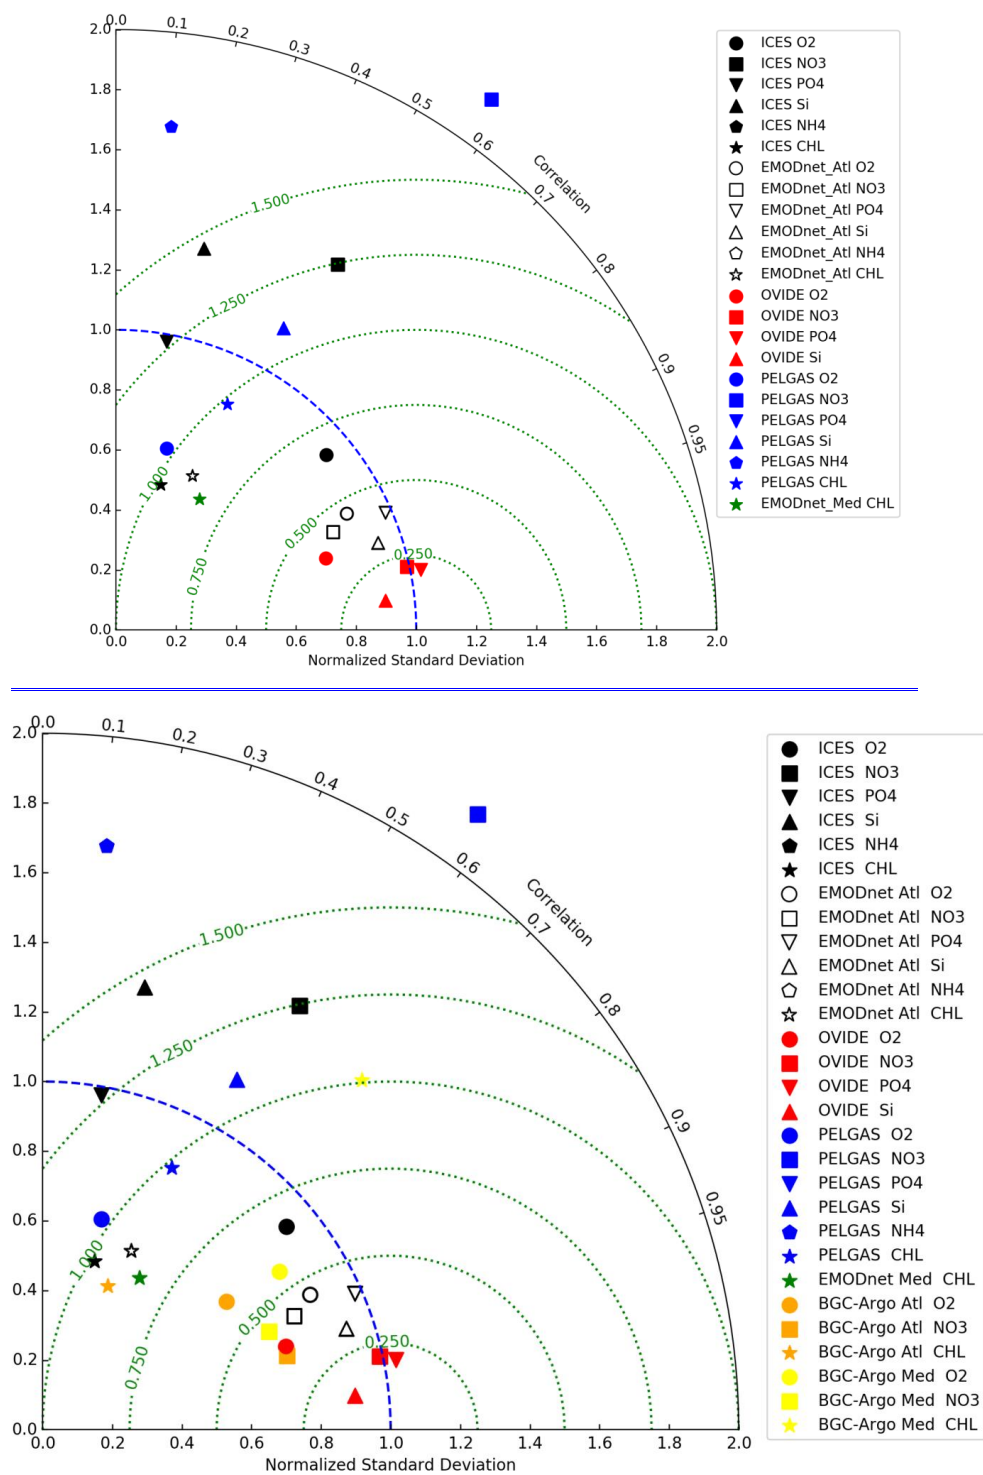 0.0
0.1
0.2
0.3
0.4
0.5
0.6
0.7
0.8
0.9
0.95
Correlation
2.0
1.8
1.6
1.4
1.2
1.0
0.8
0.6
0.4
0.2
0.0
1.500
1.250
1.000
0.750
0.500
0.250
0.0 0.2 0.4 0.6 0.8 1.0 1.2 1.4 1.6 1.8 2.0
Normalized Standard Deviation
ICES O2
ICES NO3
ICES PO4
ICES Si
ICES NH4
ICES CHL
EMODnet_Atl O2
EMODnet_Atl NO3
EMODnet_Atl PO4
EMODnet_Atl Si
EMODnet_Atl NH4
EMODnet_Atl CHL
OVIDE O2
OVIDE NO3
OVIDE PO4
OVIDE Si
PELGAS O2
PELGAS NO3
PELGAS PO4
PELGAS Si
PELGAS NH4
PELGAS CHL
EMODnet_Med CHL
0.0
0.1
0.2
0.3
0.4
0.5
0.6
0.7
0.8
0.9
0.95
Correlation
2.0
1.8
1.6
1.4
1.2
1.0
0.8
0.6
0.4
0.2
0.0
1.500
1.250
1.000
0.750
0.500
0.250
0.0 0.2 0.4 0.6 0.8 1.0 1.2 1.4 1.6 1.8 2.0
Normalized Standard Deviation
ICES O2
ICES NO3
ICES PO4
ICES Si
ICES NH4
ICES CHL
EMODnet Atl O2
EMODnet Atl NO3
EMODnet Atl PO4
EMODnet Atl Si
EMODnet Atl NH4
EMODnet Atl CHL
OVIDE O2
OVIDE NO3
OVIDE PO4
OVIDE Si
PELGAS O2
PELGAS NO3
PELGAS PO4
PELGAS Si
PELGAS NH4
PELGAS CHL
EMODnet Med CHL
BGC-Argo Atl O2
BGC-Argo Atl NO3
BGC-Argo Atl CHL
BGC-Argo Med O2
BGC-Argo Med NO3
BGC-Argo Med CHL